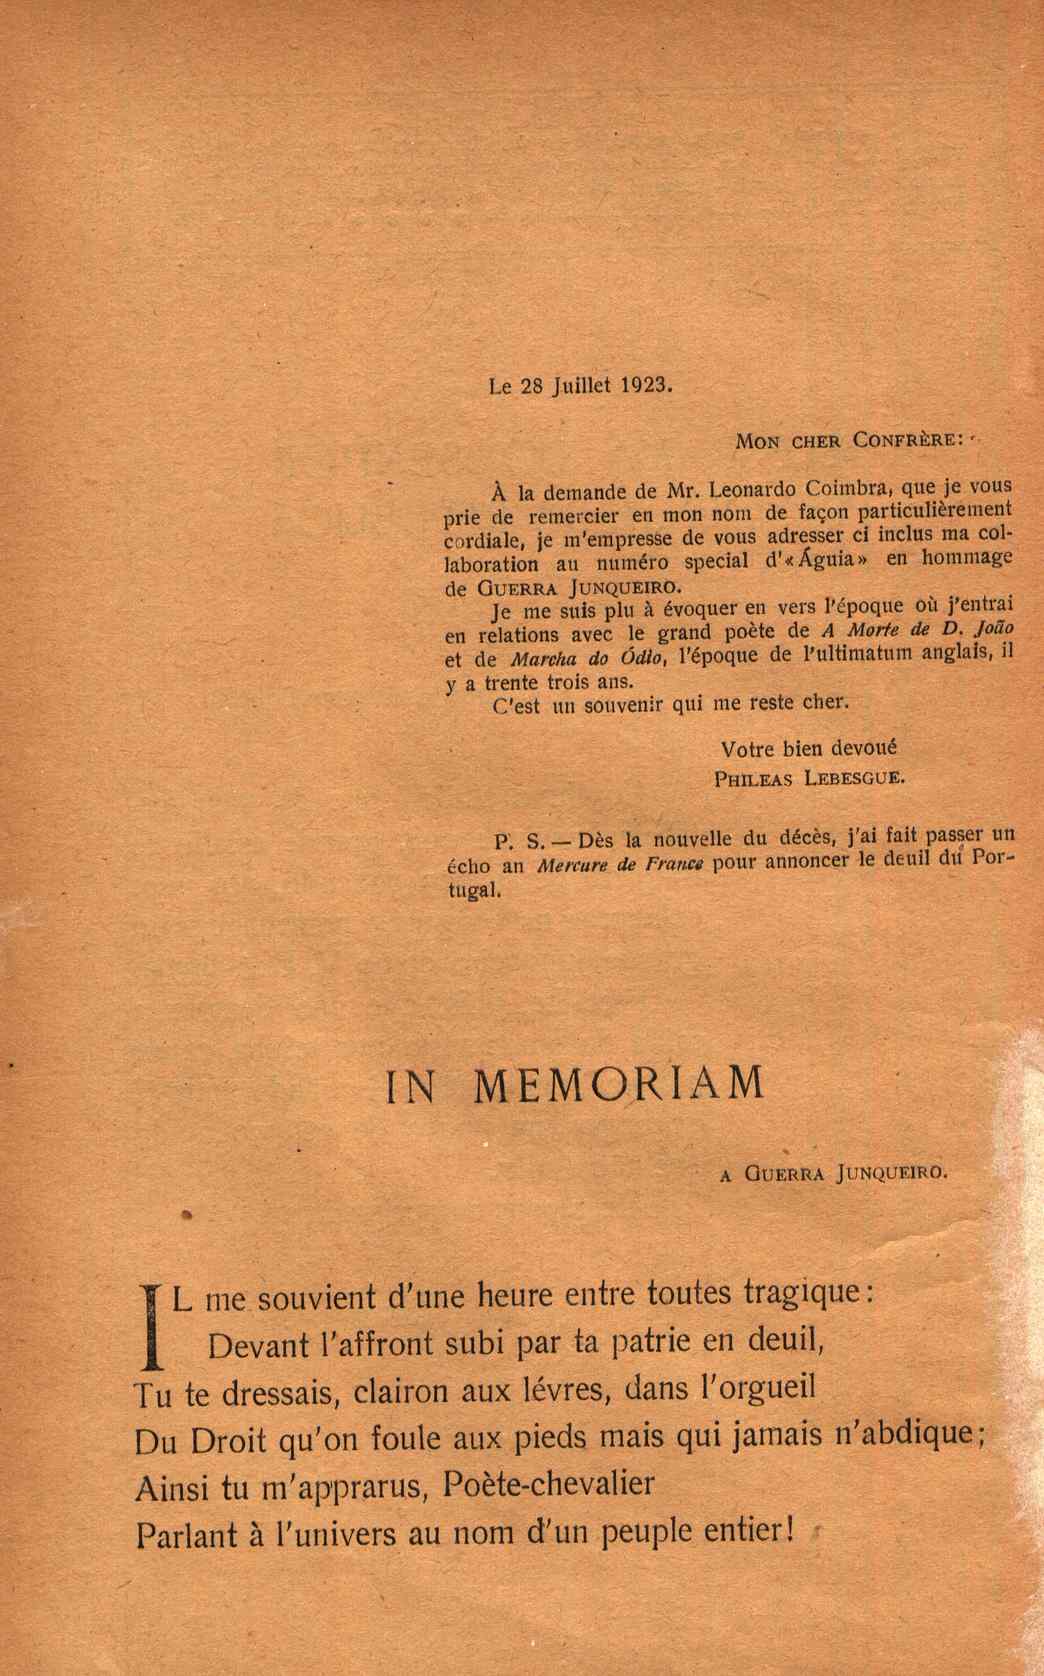 Le 28 Juillet 1923.
MON CHER CONFRÈRE:
À la demande de Mr. Leonardo Coimbra, que je vous
prie de remercier en mon nom de façon particulièrement
cordiale, je m'empresse de vous adresser ci inclus ma col-
laboration au numéro special d'«Águia» en hommage
de GUERRA JUNQUEIRO.
Je me suis plu à évoquer en vers l'époque où j'entrai
en relations avec le grand poète de A Morte de D. João
et de Marcha do Ódio, l'époque de l'ultimatum anglais, il
y a trente trois ans.
C'est un souvenir qui me reste cher.
Votre bien devoué
PHILEAS LEBESGUE.
P. S. — Dès la nouvelle du décès, j'ai fait passer un
écho an Mercure de France pour annoncer le deuil du Por-
tugal.
IN MEMORIAM
A GUERRA JUNQUEIRO.
IL me souvient d'une heure entre toutes tragique:
Devant l'affront subi par ta patrie en deuil,
Tu te dressais, clairon aux lévres, dans l'orgueil
Du Droit qu'on foule aux pieds mais qui jamais n'abdique;
Ainsi tu m'apprarus, Poète-chevalier
Parlant à l'univers au nom d'un peuple entier!